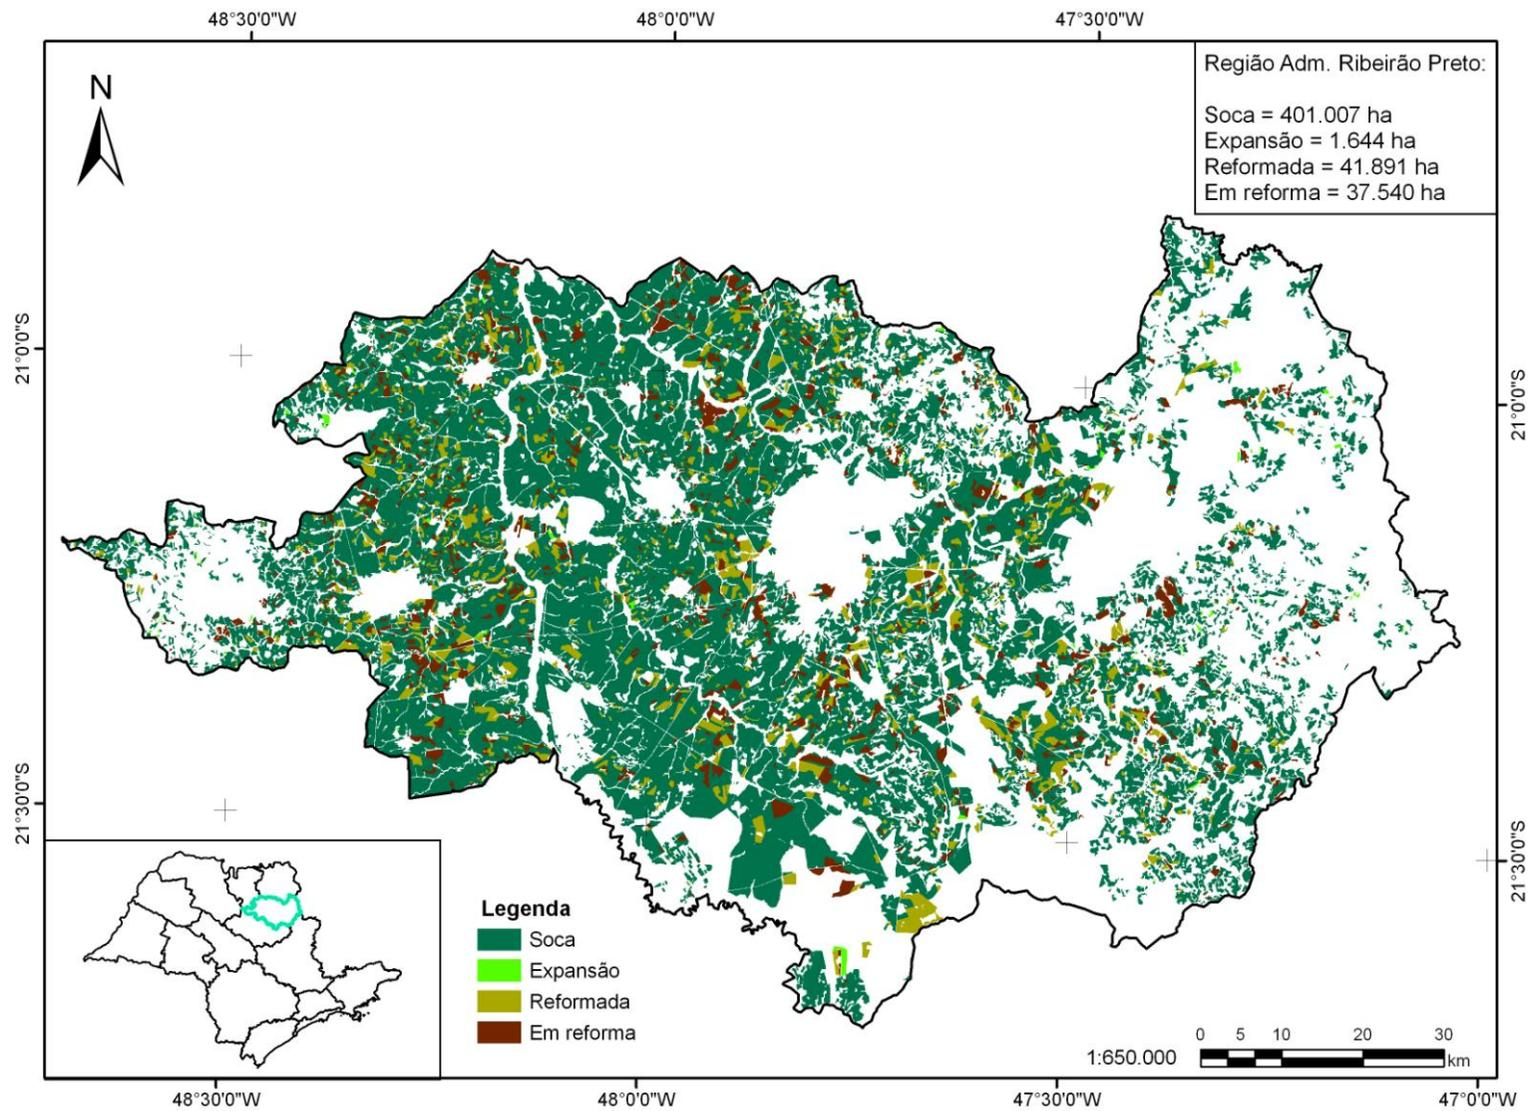 48°30'0"W 48°0'0"W 47°30'0"W
N
Região Adm. Ribeirão Preto:
Soca = 401.007 ha
Expansão = 1.644 ha
Reformada = 41.891 ha
Em reforma = 37.540 ha
21°0'0"S
21°0'0"S
21°30'0"S
21°30'0"S
Legenda
Soca
Expansão
Reformada
Em reforma
0 5 10 20 30
1:650.000
km
48°30'0"W 48°0'0"W 47°30'0"W 47°0'0"W